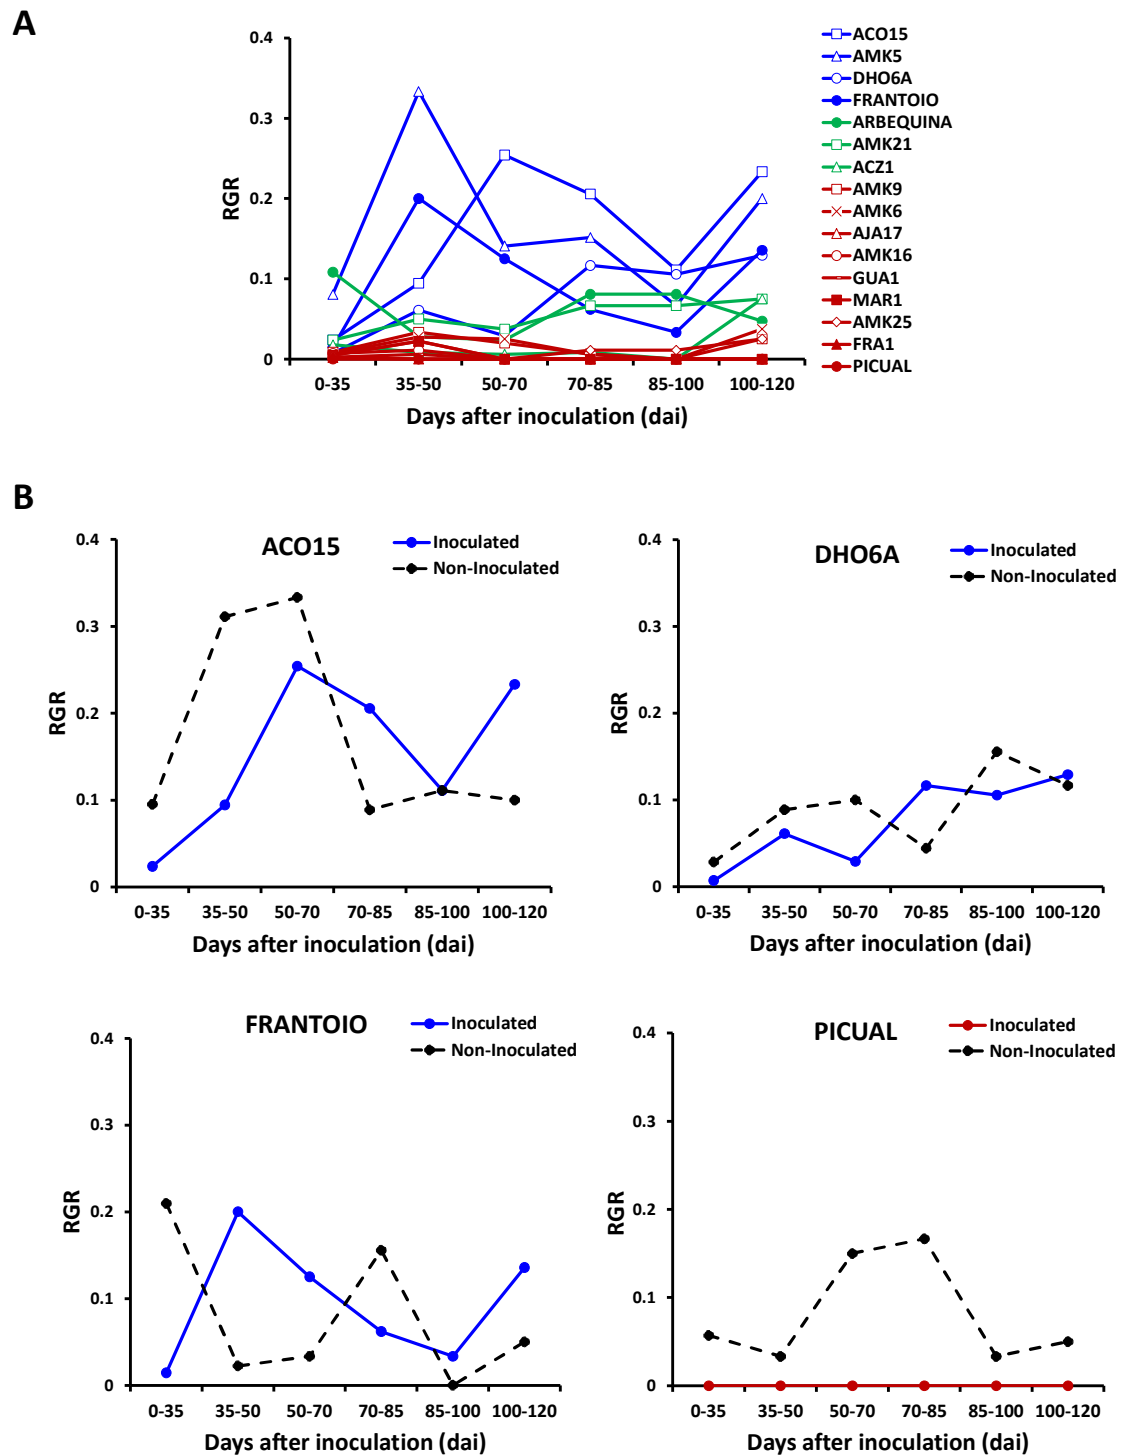 A
0.4
0.3
0.2
0.1
0
RGR
0-35 35-50 50-70 70-85 85-100 100-120
Days after inoculation (dai)
ACO15
AMK5
DHO6A
FRANTOIO
ARBEQUINA
AMK21
ACZ1
AMK9
AMK6
AJA17
AMK16
GUA1
MAR1
AMK25
FRA1
PICUAL
B
ACO15
Inoculated
Non-Inoculated
0.4
0.3
0.2
0.1
0
RGR
0-35 35-50 50-70 70-85 85-100 100-120
Days after inoculation (dai)
DHO6A
Inoculated
Non-Inoculated
0.4
0.3
0.2
0.1
0
RGR
0-35 35-50 50-70 70-85 85-100 100-120
Days after inoculation (dai)
FRANTOIO
Inoculated
Non-Inoculated
0.4
0.3
0.2
0.1
0
RGR
0-35 35-50 50-70 70-85 85-100 100-120
Days after inoculation (dai)
PICUAL
Inoculated
Non-Inoculated
0.4
0.3
0.2
0.1
0
RGR
0-35 35-50 50-70 70-85 85-100 100-120
Days after inoculation (dai)